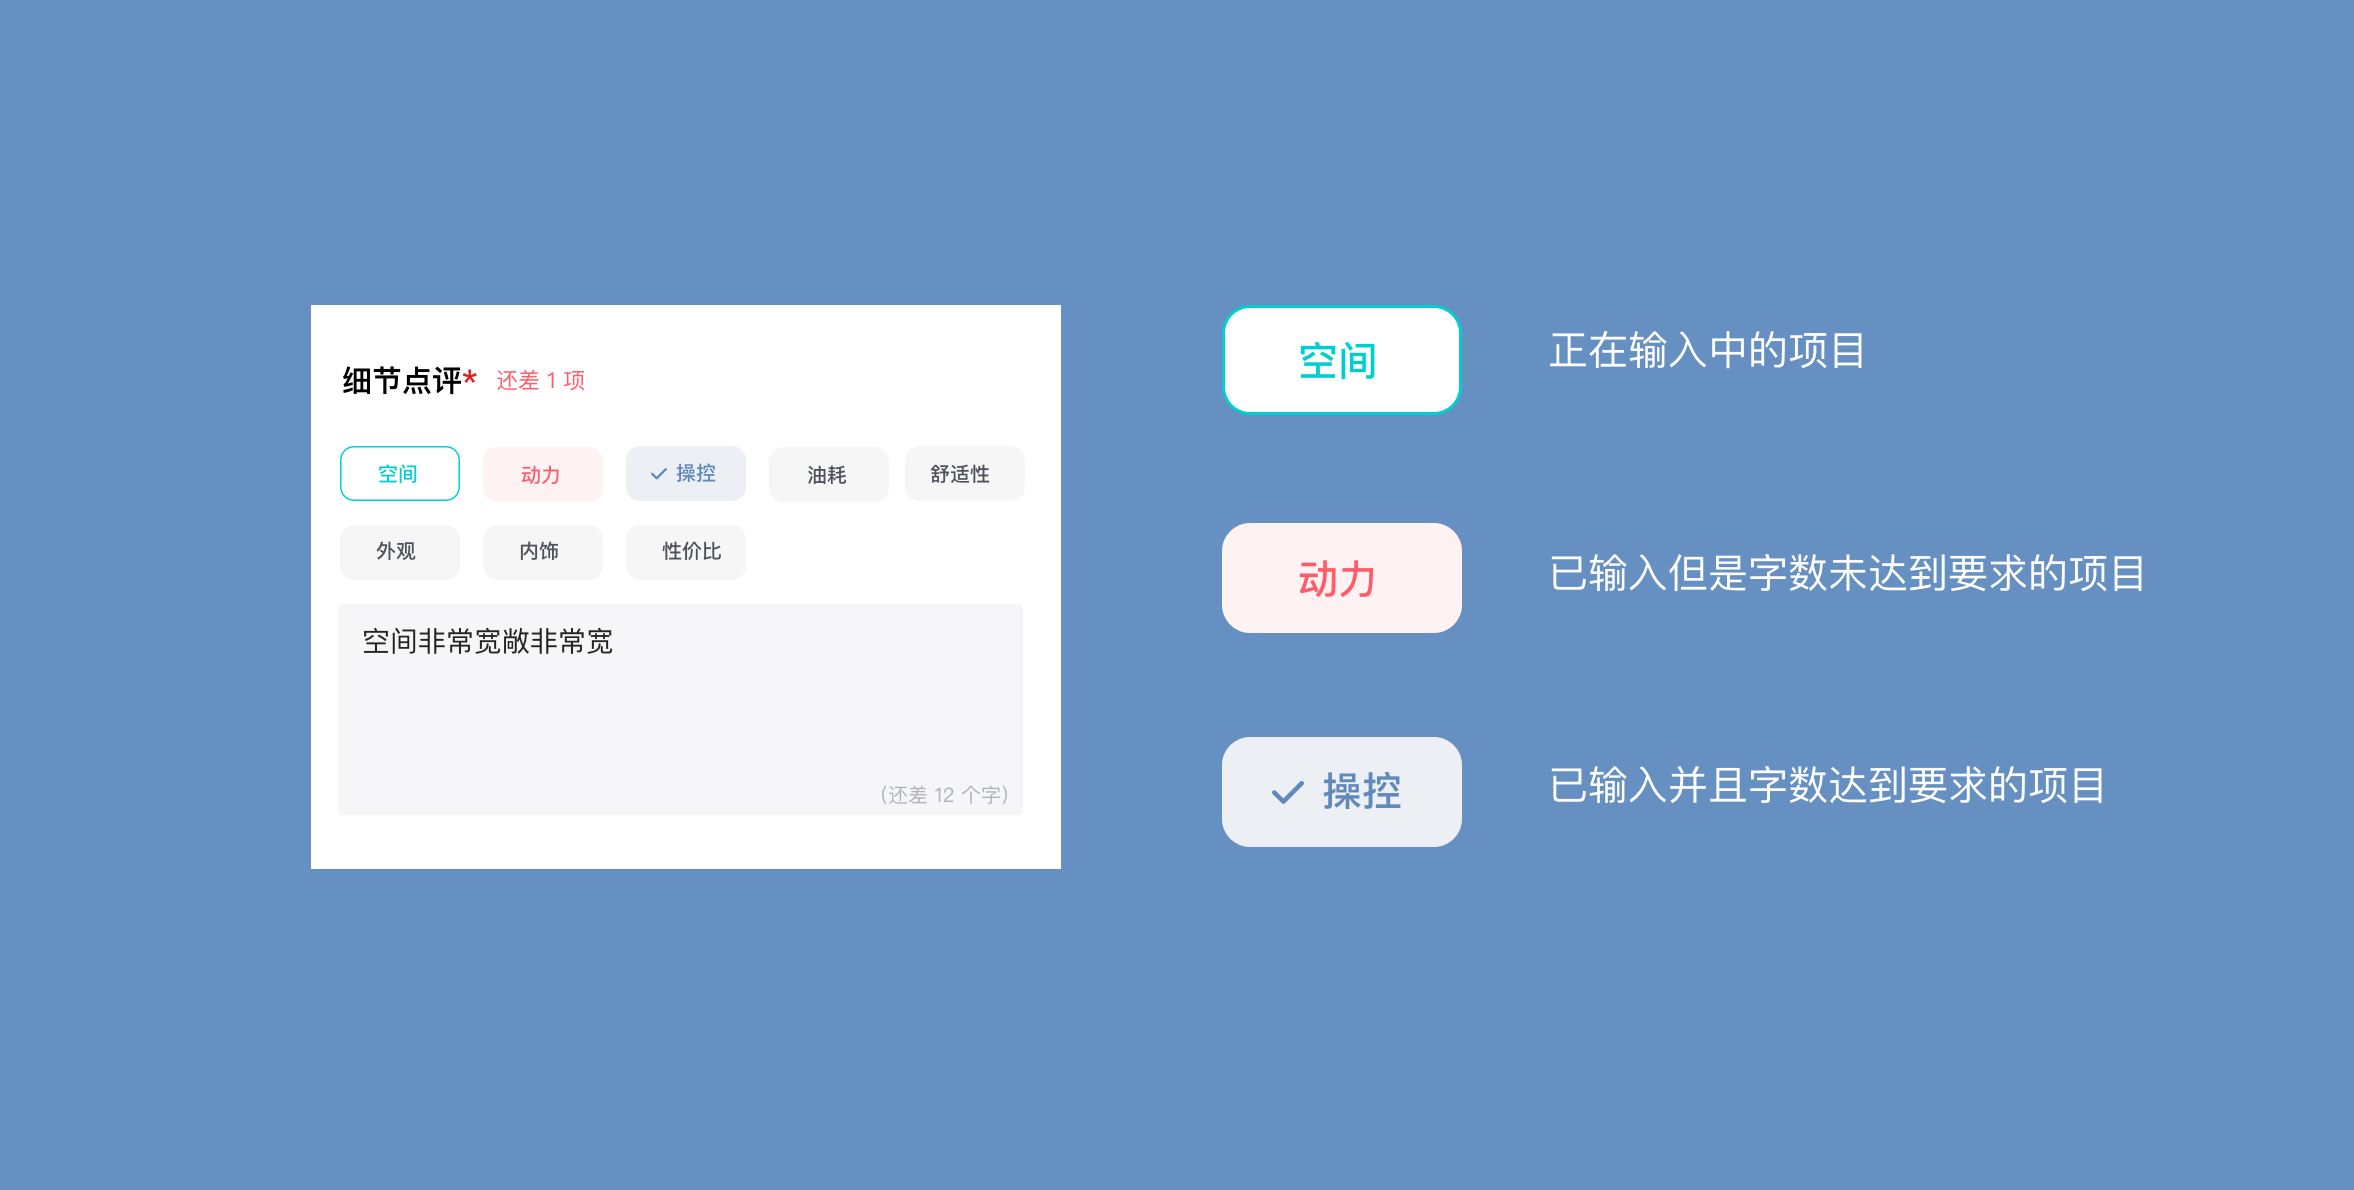 细节点评* 还差 1 项
空间 动力 操控 油耗 舒适性
外观 内饰 性价比
空间非常宽敞非常宽
(还差 12 个字)
空间 正在输入中的项目
动力 已输入但是字数未达到要求的项目
操控 已输入并且字数达到要求的项目